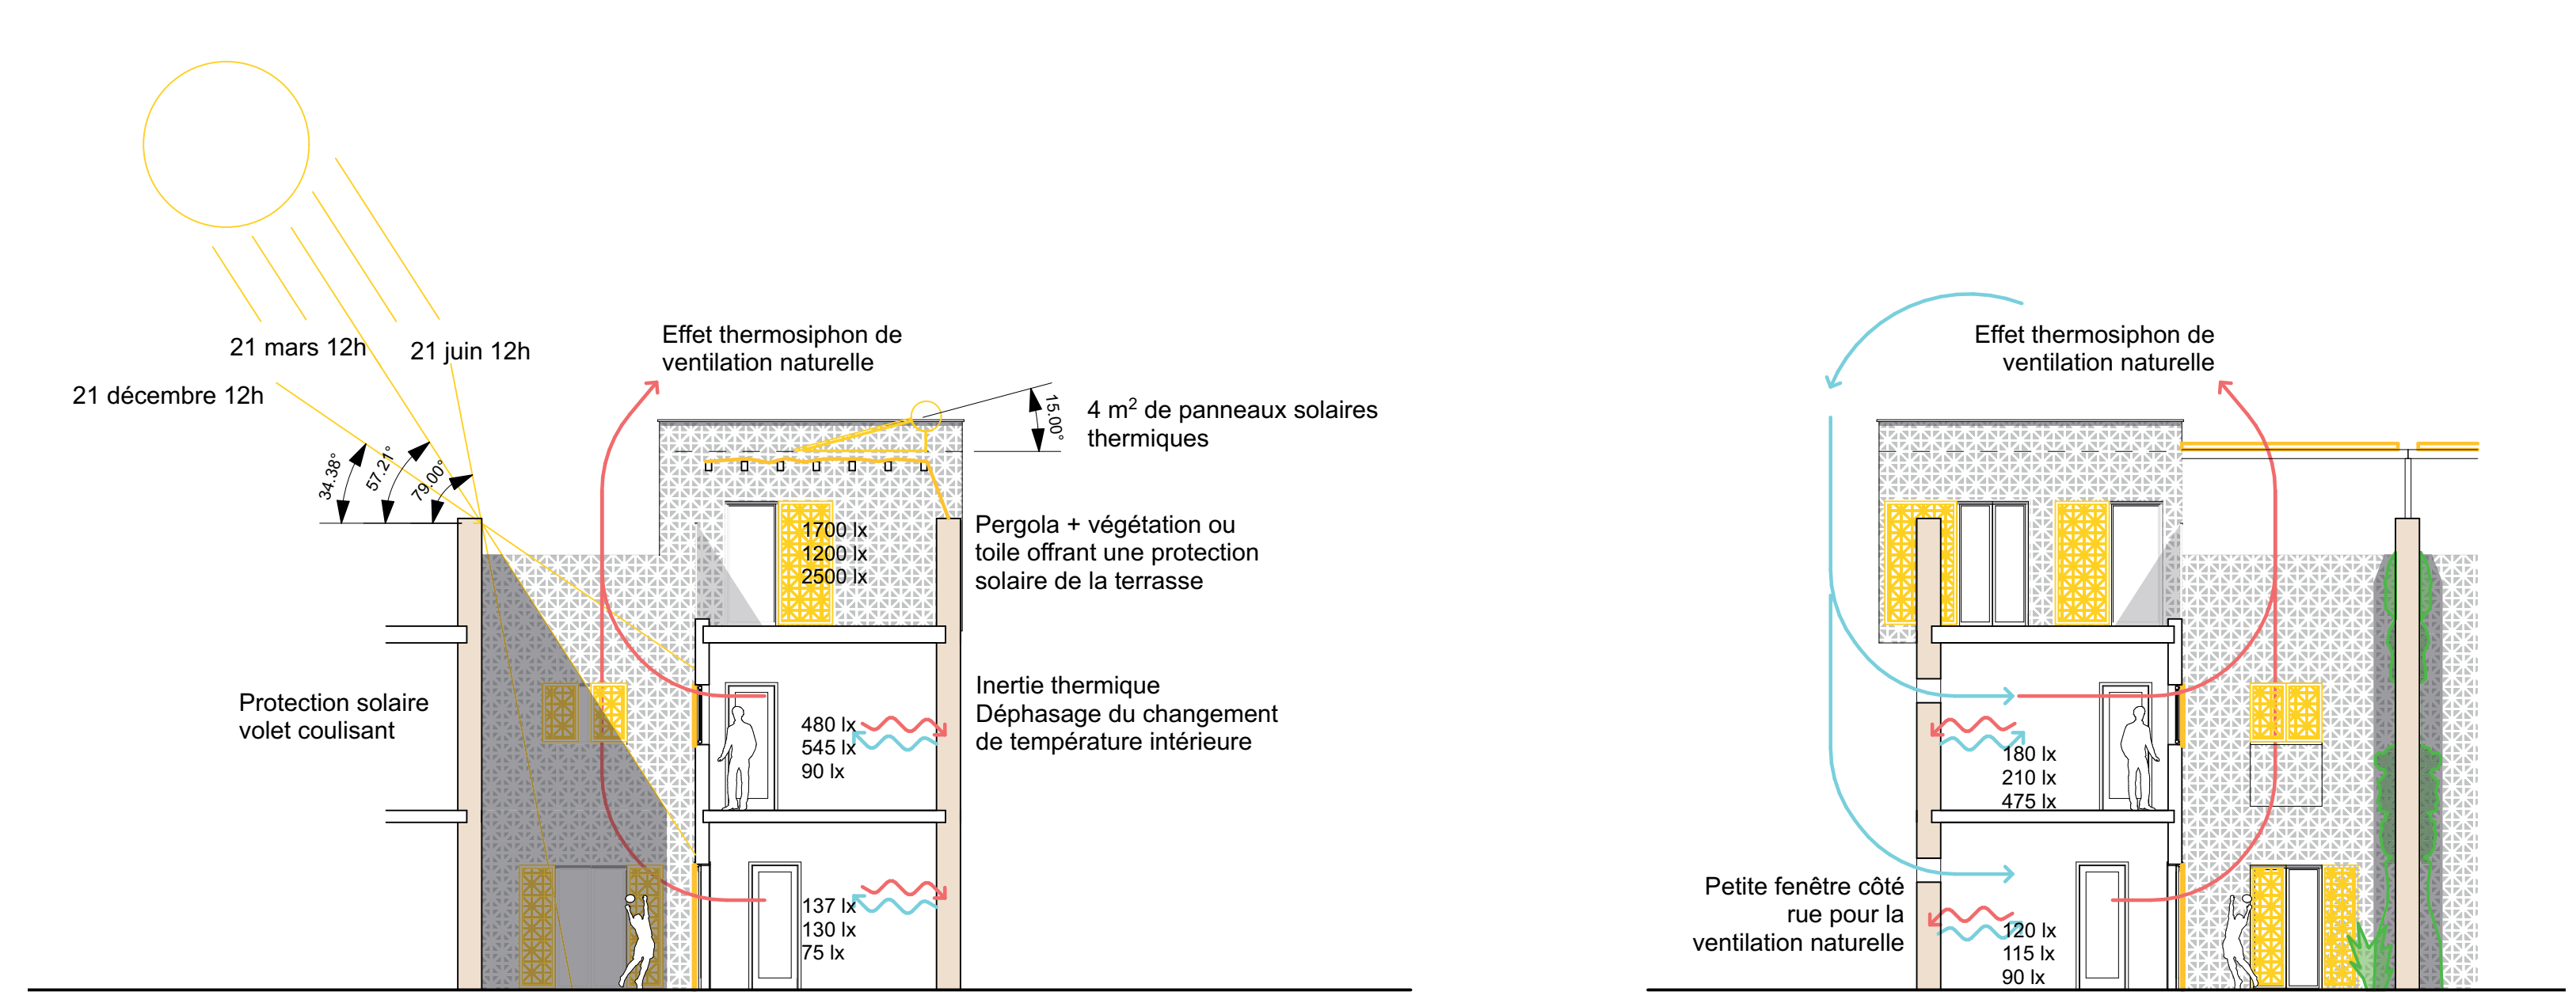 21 mars 12h
21 juin 12h
21 décembre 12h
34.38°
57.21°
79.00°
Effet thermosiphon de
ventilation naturelle
15.00°
4 m² de panneaux solaires
thermiques
1700 lx
1200 lx
2500 lx
Pergola + végétation ou
toile offrant une protection
solaire de la terrasse
Protection solaire
volet coulisant
480 lx
545 lx
90 lx
Inertie thermique
Déphasage du changement
de température intérieure
137 lx
130 lx
75 lx
Effet thermosiphon de
ventilation naturelle
180 lx
210 lx
475 lx
Petite fenêtre côté
rue pour la
ventilation naturelle
120 lx
115 lx
90 lx